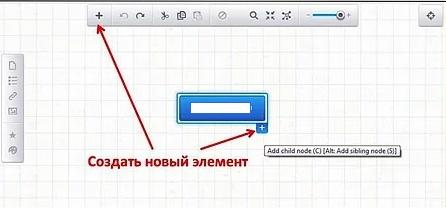 Создать новый элемент
Add child node (C) [Alt: Add sibling node (S)]